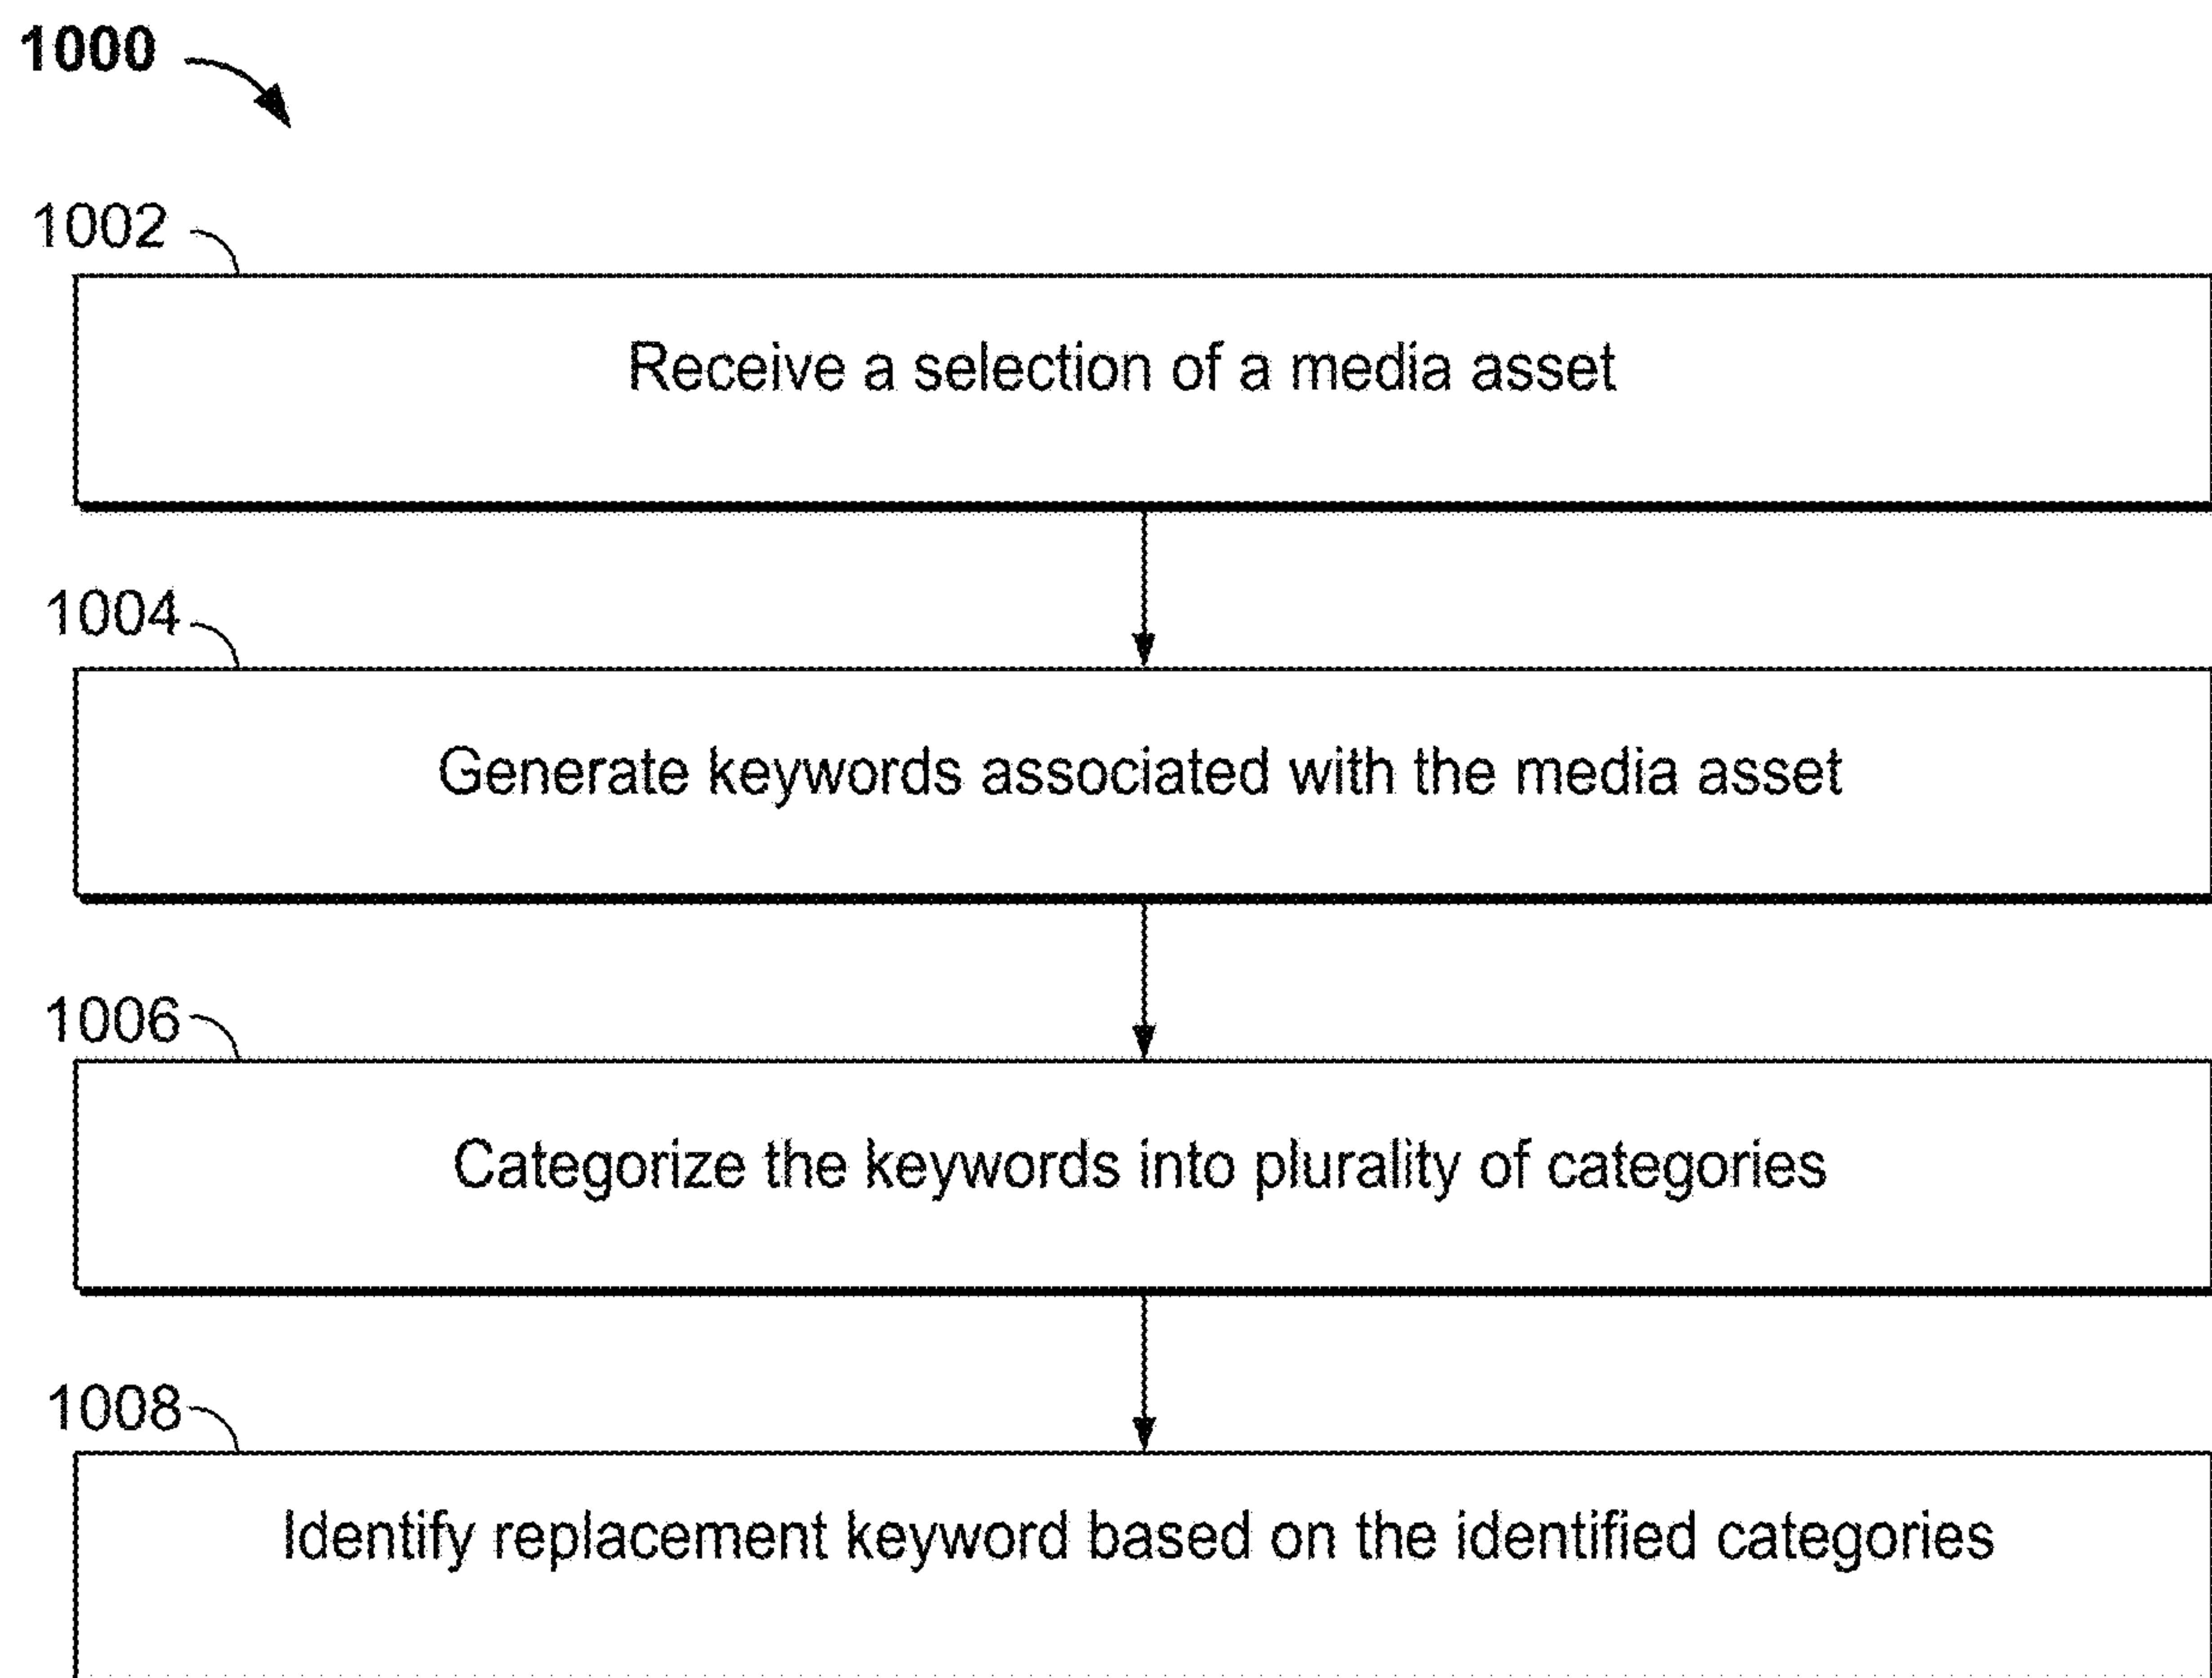 1000
1002
Receive a selection of a media asset
1004
Generate keywords associated with the media asset
1006
Categorize the keywords into plurality of categories
1008
Identify replacement keyword based on the identified categories